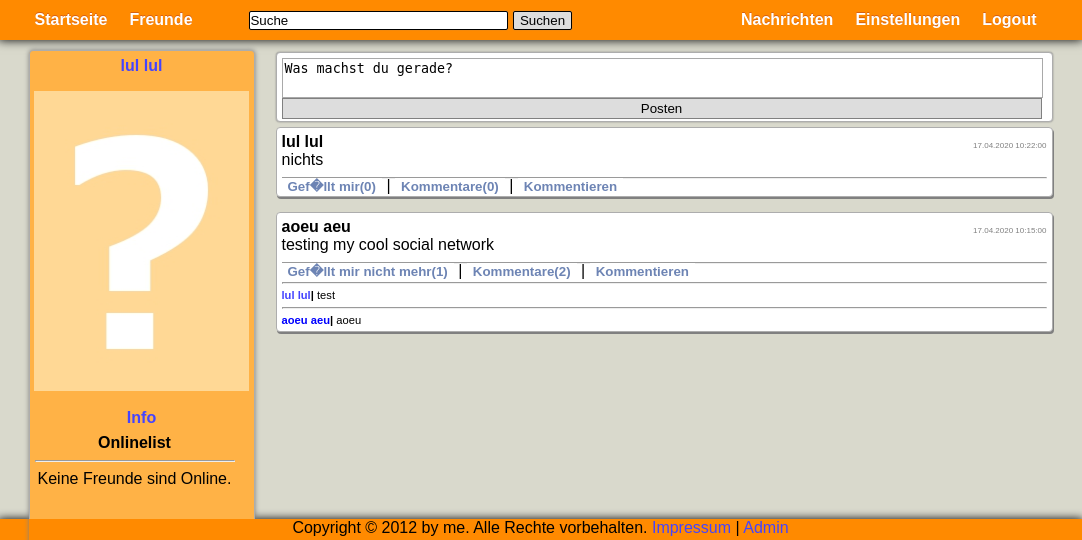 Startseite Freunde Suche Suchen Nachrichten Einstellungen Logout
lul lul
?
Info
Onlinelist
Keine Freunde sind Online.
Was machst du gerade?
Posten
lul lul 17.04.2020 10:22:00
nichts
Gef�llt mir(0) | Kommentare(0) | Kommentieren
aoeu aeu 17.04.2020 10:15:00
testing my cool social network
Gef�llt mir nicht mehr(1) | Kommentare(2) | Kommentieren
lul lul| test
aoeu aeu| aoeu
Copyright © 2012 by me. Alle Rechte vorbehalten. Impressum | Admin